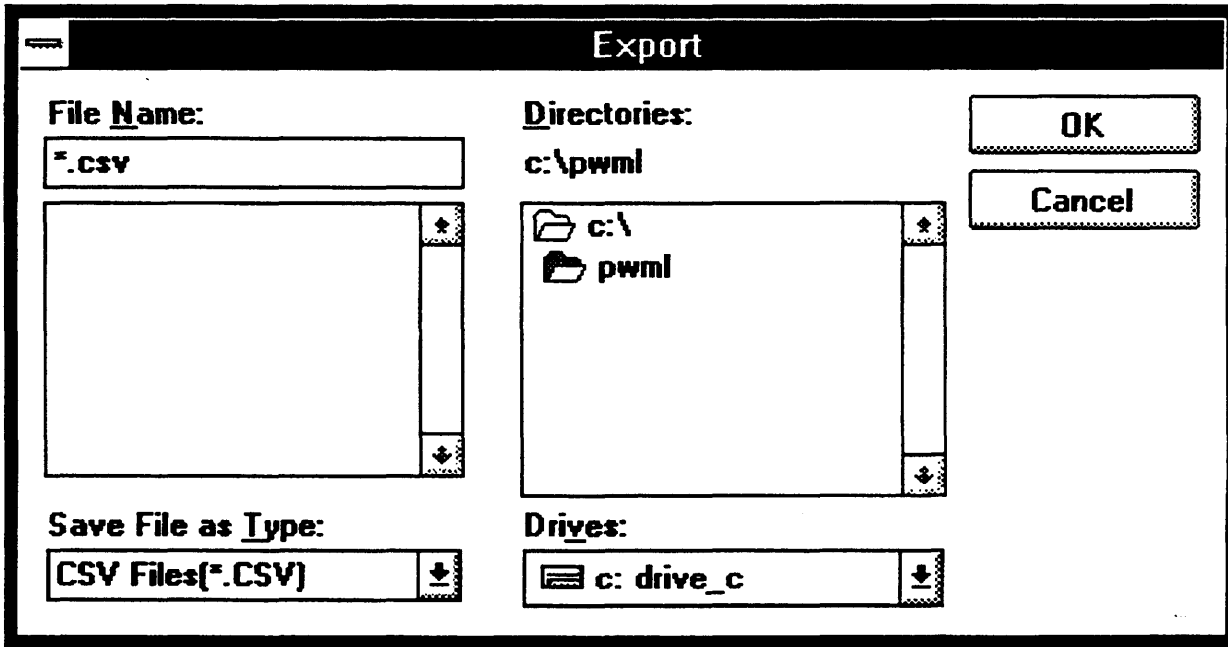 Export
File Name:
*.csv
Directories:
c:\pwml
c:\
pwml
OK
Cancel
Save File as Type:
CSV Files(*.CSV)
Drives:
c: drive_c